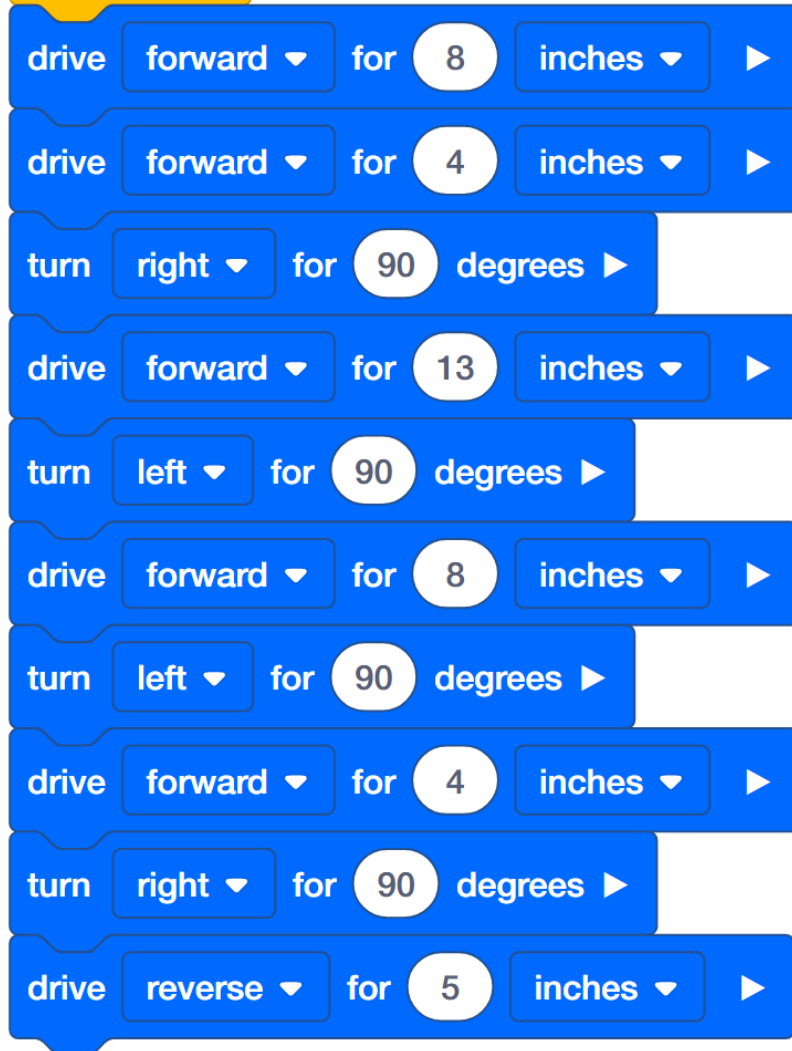 drive forward for 8 inches
drive forward for 4 inches
turn right for 90 degrees
drive forward for 13 inches
turn left for 90 degrees
drive forward for 8 inches
turn left for 90 degrees
drive forward for 4 inches
turn right for 90 degrees
drive reverse for 5 inches